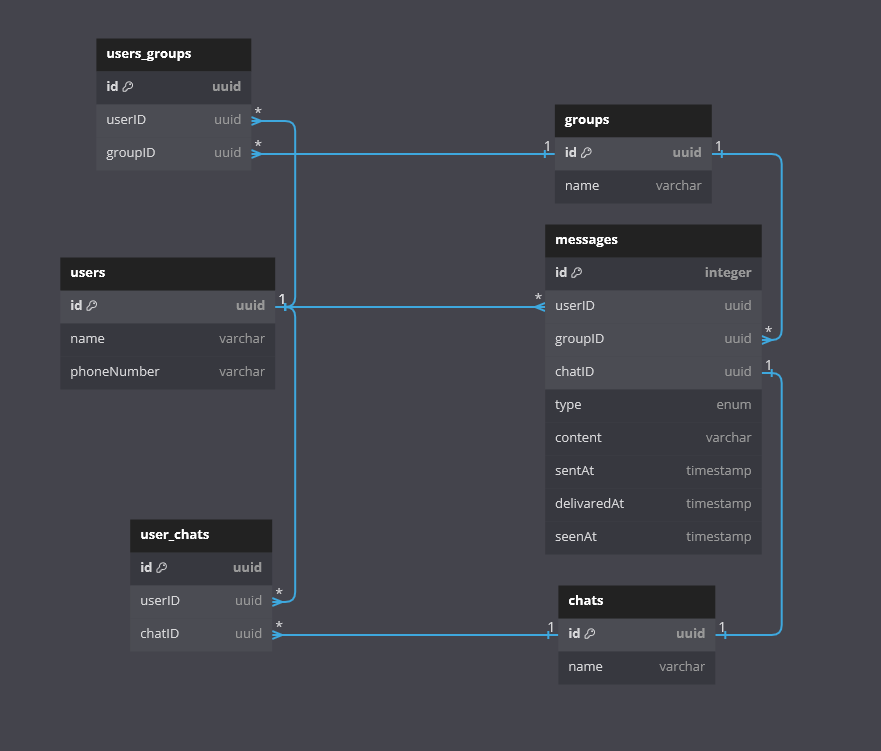 users_groups
id uuid
userID uuid *
groupID uuid *
1 groups
id uuid 1
name varchar
messages
id integer
* userID uuid
groupID uuid *
chatID uuid 1
type enum
content varchar
sentAt timestamp
delivaredAt timestamp
seenAt timestamp
users
id uuid 1
name varchar
phoneNumber varchar
user_chats
id uuid
userID uuid *
chatID uuid *
chats
1 id uuid 1
name varchar